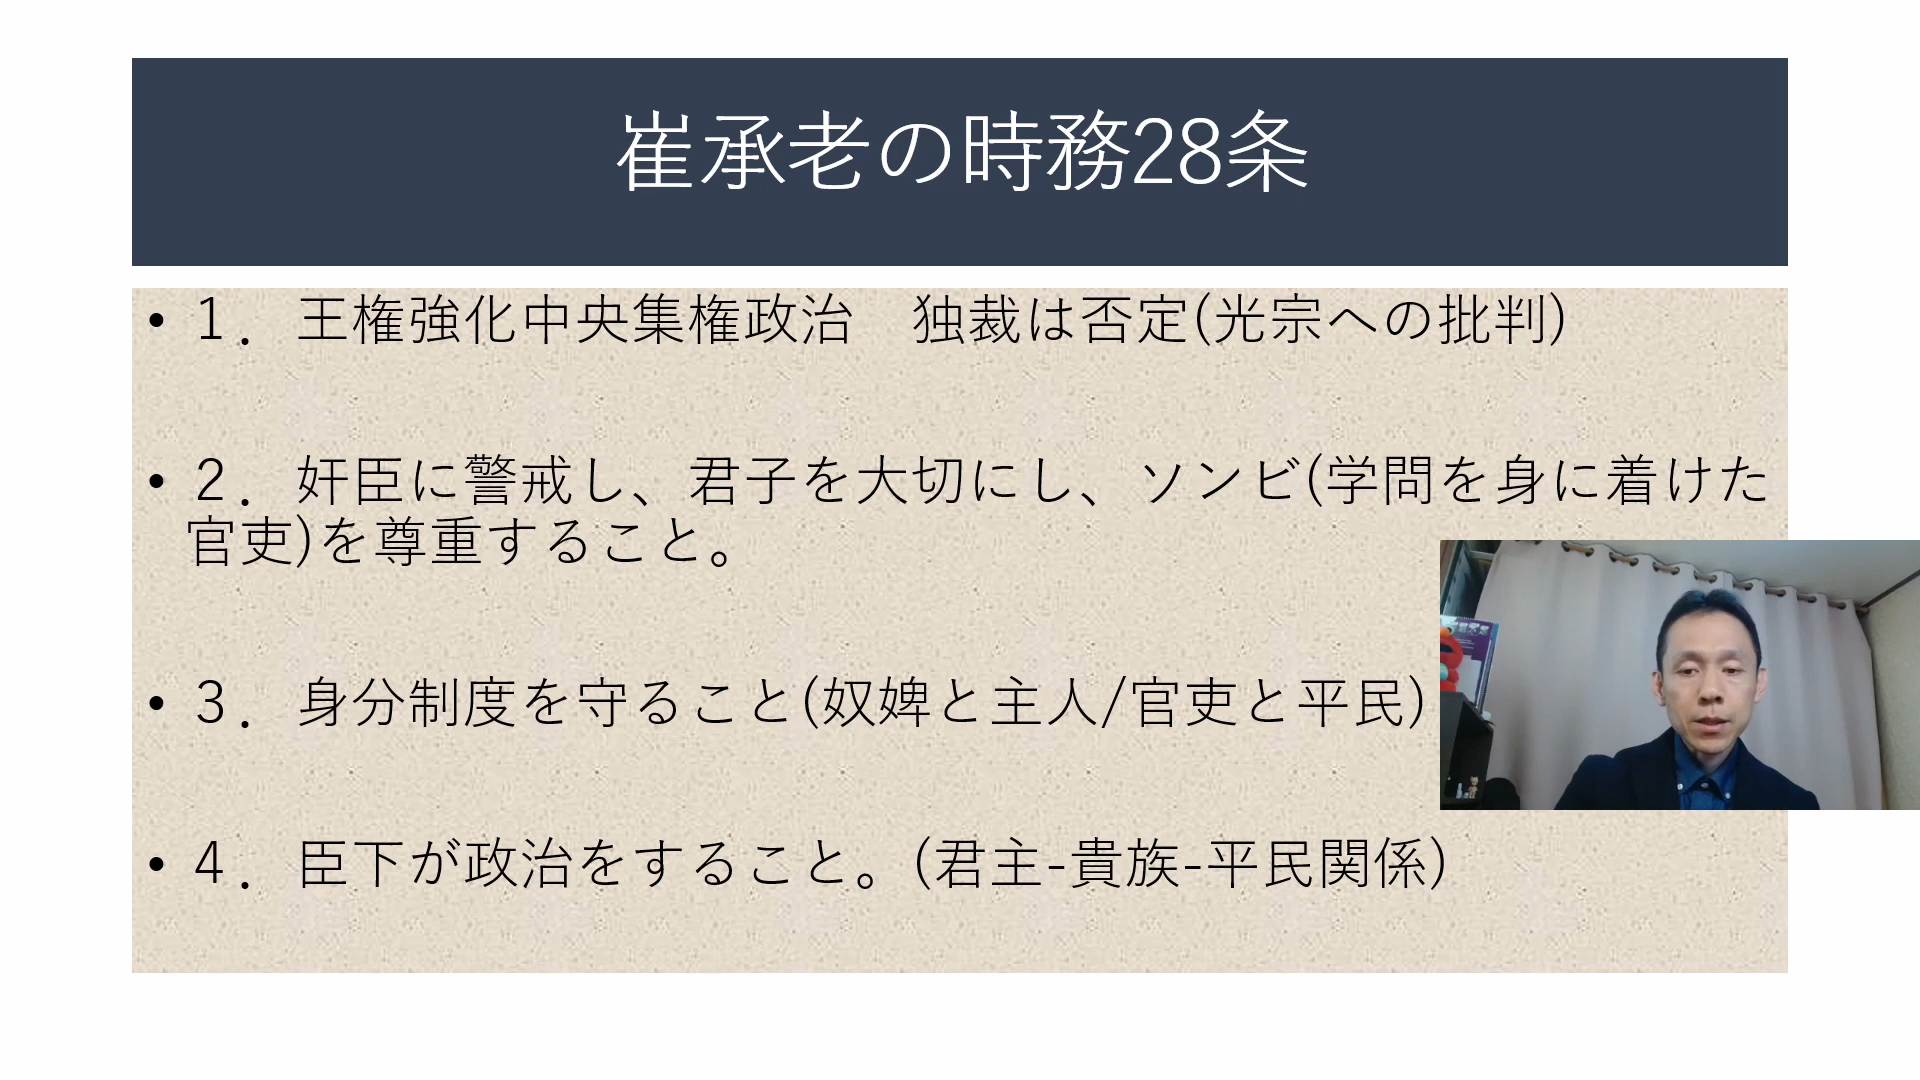 崔承老の時務28条
• １． 王権強化中央集権政治　独裁は否定(光宗への批判)
• ２． 奸臣に警戒し、君子を大切にし、ソンビ(学問を身に着けた
官吏)を尊重すること。
• ３． 身分制度を守ること(奴婢と主人/官吏と平民)
• ４． 臣下が政治をすること。(君主-貴族-平民関係)